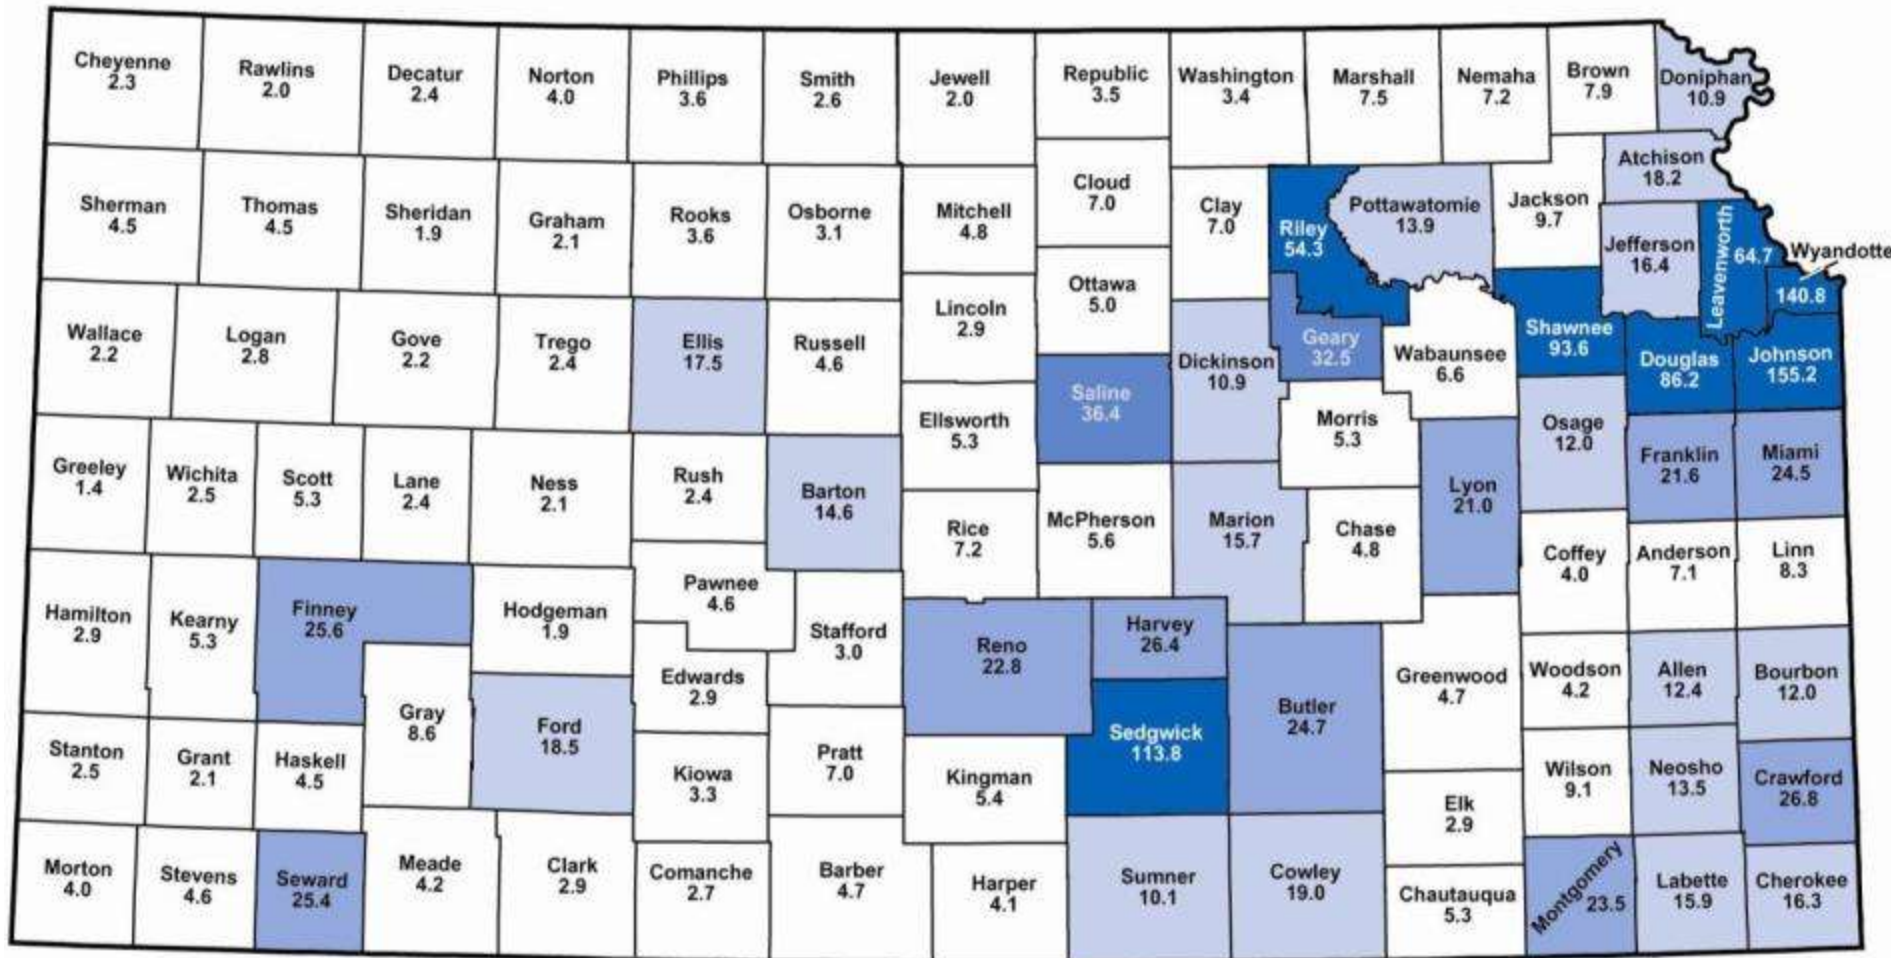 Cheyenne
2.3
Rawlins
2.0
Decatur
2.4
Norton
4.0
Phillips
3.6
Smith
2.6
Jewell
2.0
Republic
3.5
Washington
3.4
Marshall
7.5
Nemaha
7.2
Brown
7.9
Doniphan
10.9
Atchison
18.2
Sherman
4.5
Thomas
4.5
Sheridan
1.9
Graham
2.1
Rooks
3.6
Osborne
3.1
Mitchell
4.8
Cloud
7.0
Clay
7.0
Riley
54.3
Pottawatomie
13.9
Jackson
9.7
Jefferson
16.4
Leavenworth
64.7
Wyandotte
140.8
Wallace
2.2
Logan
2.8
Gove
2.2
Trego
2.4
Ellis
17.5
Russell
4.6
Lincoln
2.9
Ottawa
5.0
Dickinson
10.9
Geary
32.5
Wabaunsee
6.6
Shawnee
93.6
Douglas
86.2
Johnson
155.2
Ellsworth
5.3
Saline
36.4
Morris
5.3
Osage
12.0
Franklin
21.6
Miami
24.5
Greeley
1.4
Wichita
2.5
Scott
5.3
Lane
2.4
Ness
2.1
Rush
2.4
Barton
14.6
Rice
7.2
McPherson
5.6
Marion
15.7
Chase
4.8
Lyon
21.0
Coffey
4.0
Anderson
7.1
Linn
8.3
Hamilton
2.9
Kearny
5.3
Finney
25.6
Hodgeman
1.9
Pawnee
4.6
Stafford
3.0
Reno
22.8
Harvey
26.4
Edwards
2.9
Greenwood
4.7
Woodson
4.2
Allen
12.4
Bourbon
12.0
Stanton
2.5
Grant
2.1
Haskell
4.5
Gray
8.6
Ford
18.5
Kiowa
3.3
Pratt
7.0
Kingman
5.4
Sedgwick
113.8
Butler
24.7
Elk
2.9
Wilson
9.1
Neosho
13.5
Crawford
26.8
Morton
4.0
Stevens
4.6
Seward
25.4
Meade
4.2
Clark
2.9
Comanche
2.7
Barber
4.7
Harper
4.1
Sumner
10.1
Cowley
19.0
Chautauqua
5.3
Montgomery
23.5
Labette
15.9
Cherokee
16.3